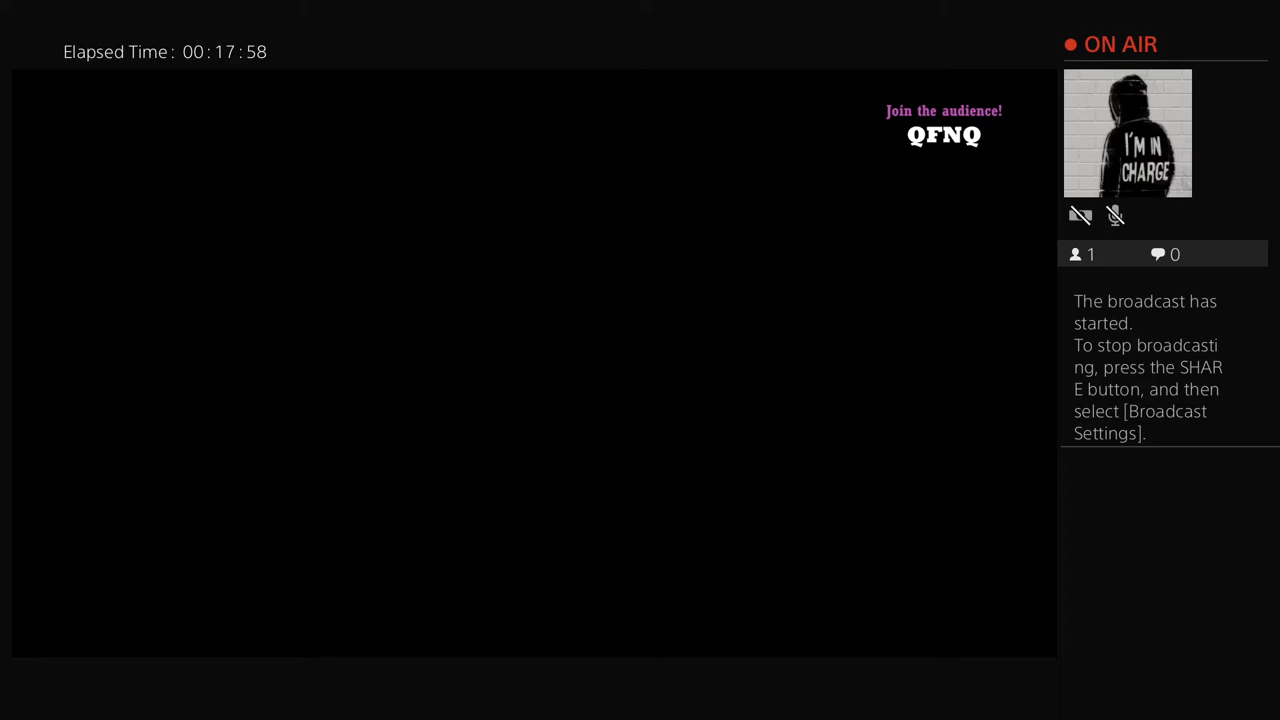 Elapsed Time: 00:17:58
ON AIR
Join the audience!
QFNQ
I'M IN
CHARGE
1 0
The broadcast has
started.
To stop broadcasti
ng, press the SHAR
E button, and then
select [Broadcast
Settings].